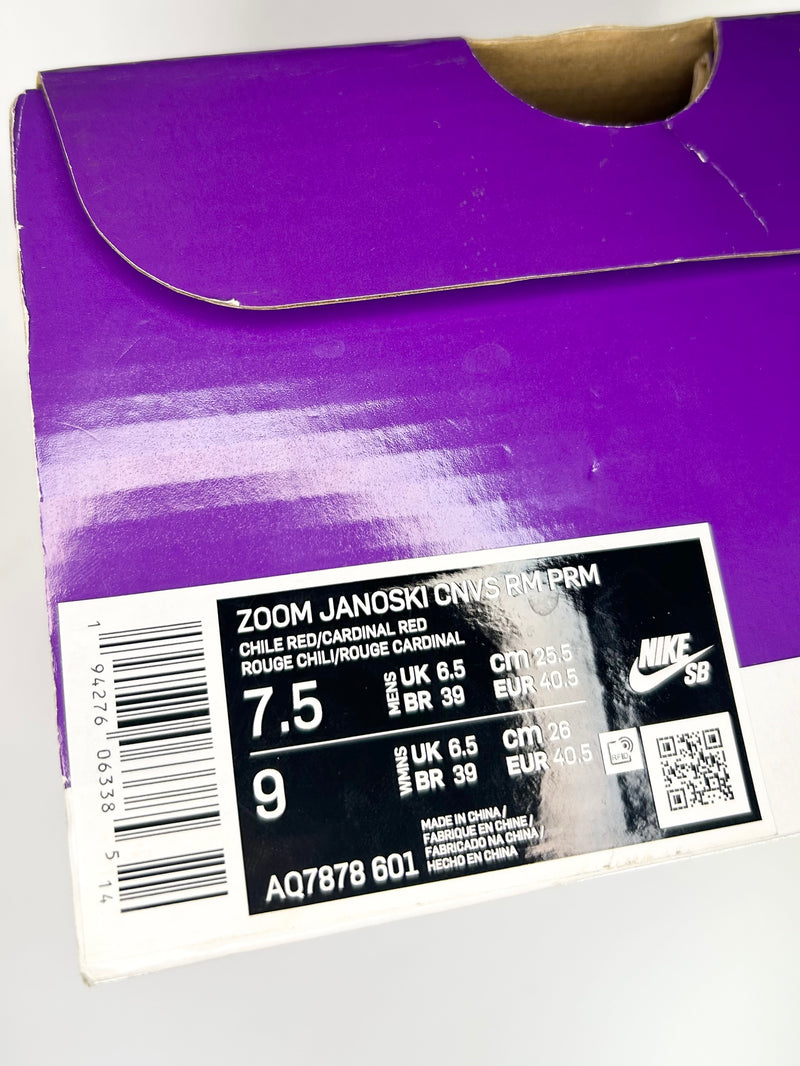 ZOOM JANOSKI CNVS RM PRM
CHILE RED/CARDINAL RED
ROUGE CHILI/ROUGE CARDINAL
7.5
MENS
UK 6.5
BR 39
cm 25.5
EUR 40.5
NIKE
SB
9
WMNS
UK 6.5
BR 39
cm 26
EUR 40.5
RFID
AQ7878 601
MADE IN CHINA/
FABRIQUE EN CHINE/
FABRICADO NA CHINA/
HECHO EN CHINA
1 94276 06338 5 14